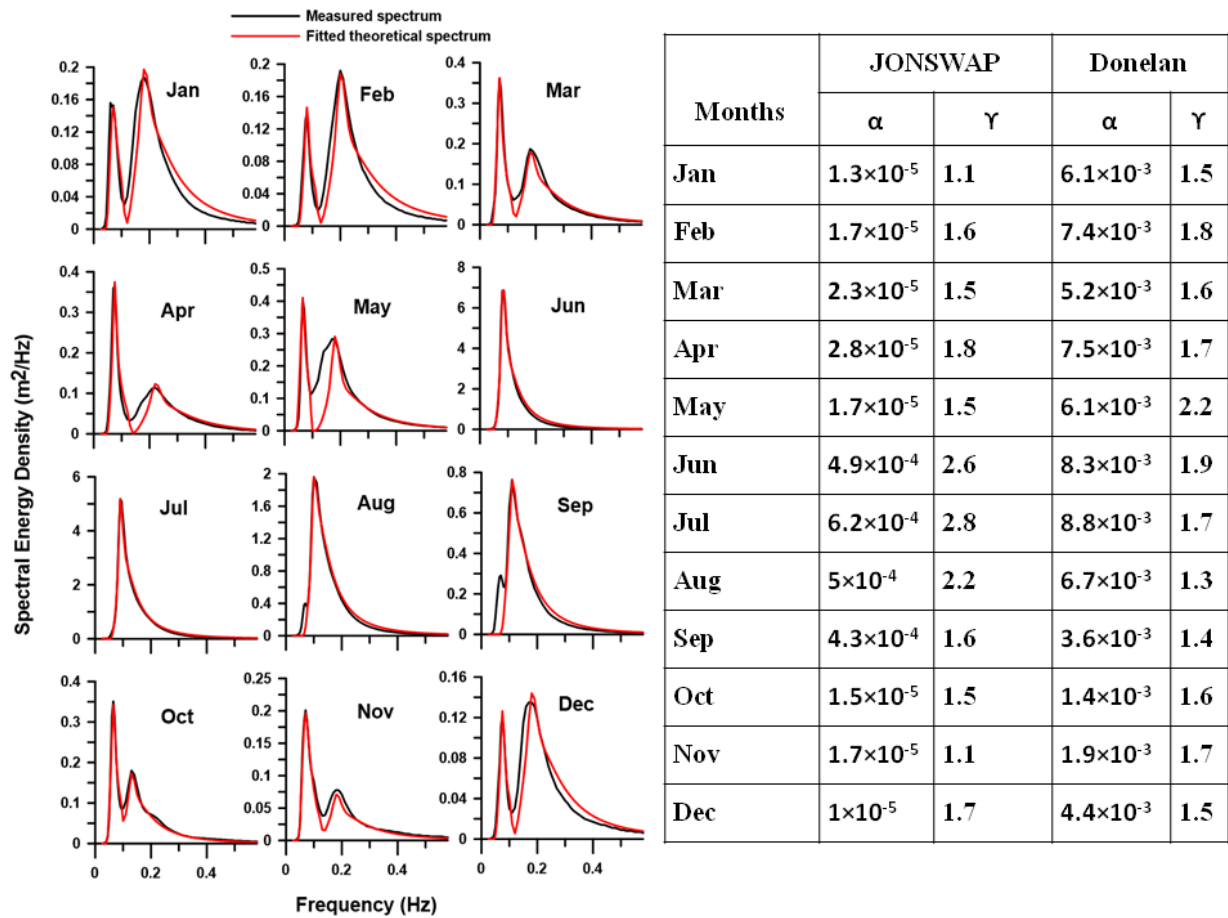 Measured spectrum
Fitted theoretical spectrum
Spectral Energy Density (m²/Hz)
0.2
0.16
0.12
0.08
0.04
0
Jan
0.2
0.16
0.12
0.08
0.04
0
Feb
0.4
0.3
0.2
0.1
0
Mar
0.4
0.3
0.2
0.1
0
Apr
0.5
0.4
0.3
0.2
0.1
0
May
8
6
4
2
0
Jun
6
4
2
0
Jul
2
1.6
1.2
0.8
0.4
0
Aug
0.8
0.6
0.4
0.2
0
Sep
0.4
0.3
0.2
0.1
0
Oct
0.25
0.2
0.15
0.1
0.05
0
Nov
0.16
0.12
0.08
0.04
0
Dec
0 0.2 0.4
0 0.2 0.4
0 0.2 0.4
Frequency (Hz)
Months JONSWAP Donelan
α ϒ α ϒ
Jan 1.3×10⁻⁵ 1.1 6.1×10⁻³ 1.5
Feb 1.7×10⁻⁵ 1.6 7.4×10⁻³ 1.8
Mar 2.3×10⁻⁵ 1.5 5.2×10⁻³ 1.6
Apr 2.8×10⁻⁵ 1.8 7.5×10⁻³ 1.7
May 1.7×10⁻⁵ 1.5 6.1×10⁻³ 2.2
Jun 4.9×10⁻⁴ 2.6 8.3×10⁻³ 1.9
Jul 6.2×10⁻⁴ 2.8 8.8×10⁻³ 1.7
Aug 5×10⁻⁴ 2.2 6.7×10⁻³ 1.3
Sep 4.3×10⁻⁴ 1.6 3.6×10⁻³ 1.4
Oct 1.5×10⁻⁵ 1.5 1.4×10⁻³ 1.6
Nov 1.7×10⁻⁵ 1.1 1.9×10⁻³ 1.7
Dec 1×10⁻⁵ 1.7 4.4×10⁻³ 1.5